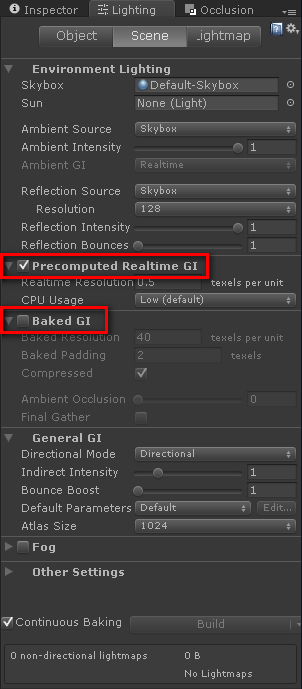 Inspector Lighting Occlusion
Object Scene Lightmap
Environment Lighting
Skybox Default-Skybox
Sun None (Light)
Ambient Source Skybox
Ambient Intensity 1
Ambient GI Realtime
Reflection Source Skybox
Resolution 128
Reflection Intensity 1
Reflection Bounces 1
Precomputed Realtime GI
Realtime Resolution 0.5 texels per unit
CPU Usage Low (default)
Baked GI
Baked Resolution 40 texels per unit
Baked Padding 2 texels
Compressed
Ambient Occlusion 0
Final Gather
General GI
Directional Mode Directional
Indirect Intensity 1
Bounce Boost 1
Default Parameters Default Edit...
Atlas Size 1024
Fog
Other Settings
Continuous Baking Build
0 non-directional lightmaps 0 B
No Lightmaps